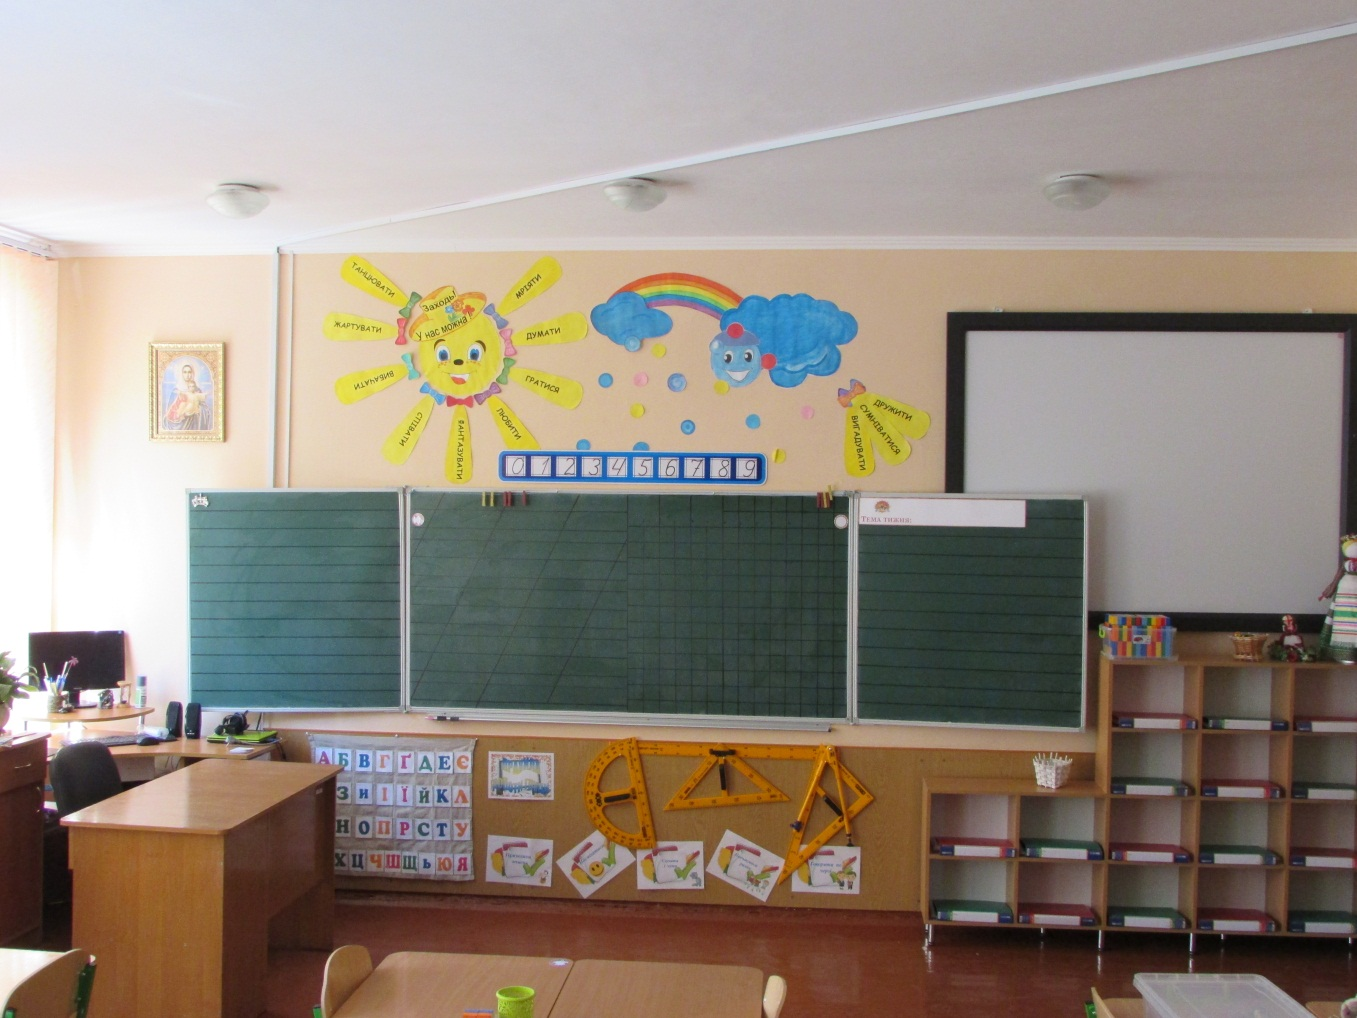 ТАНЦЮВАТИ
ЖАРТУВАТИ
ВИБАЧАТИ
СПІВАТИ
ФАНТАЗУВАТИ
ЛЮБИТИ
ГРАТИСЯ
ДУМАТИ
МРІЯТИ
Заходь!
У нас можна
ДРУЖИТИ
СУМНІВАТИСЯ
ВИГАДУВАТИ
0 1 2 3 4 5 6 7 8 9
Тема тижня:
А Б В Г Ґ Д Е Є
З И І Ї Й К Л
Н О П Р С Т У
Х Ц Ч Ш Щ Ь Ю Я